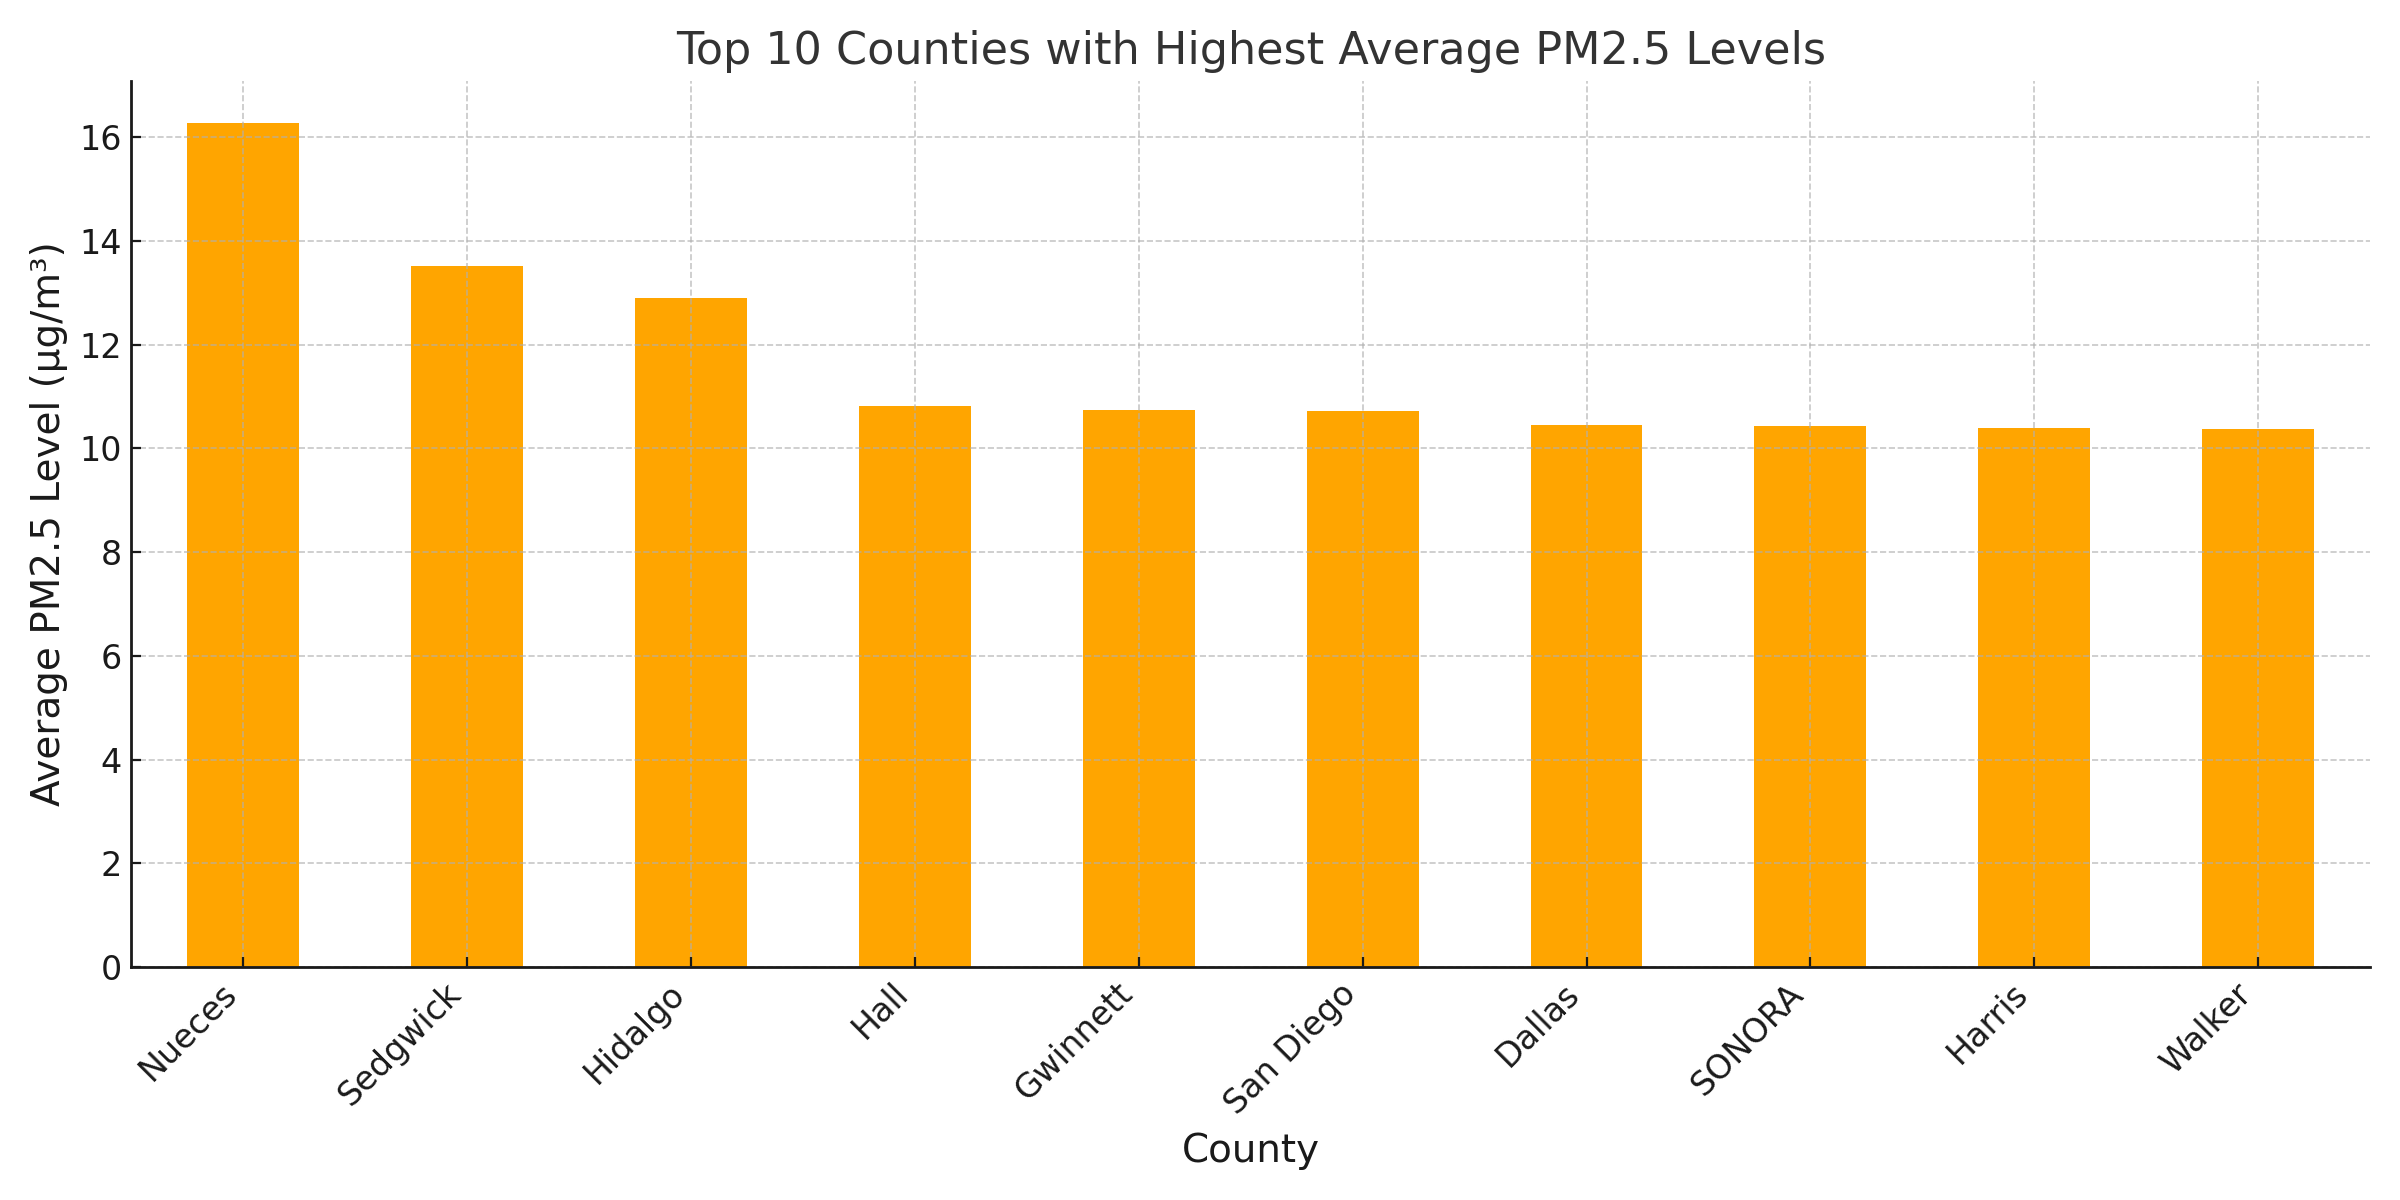 Top 10 Counties with Highest Average PM2.5 Levels
Average PM2.5 Level (µg/m³)
16
14
12
10
8
6
4
2
0
Nueces
Sedgwick
Hidalgo
Hall
Gwinnett
San Diego
Dallas
SONORA
Harris
Walker
County